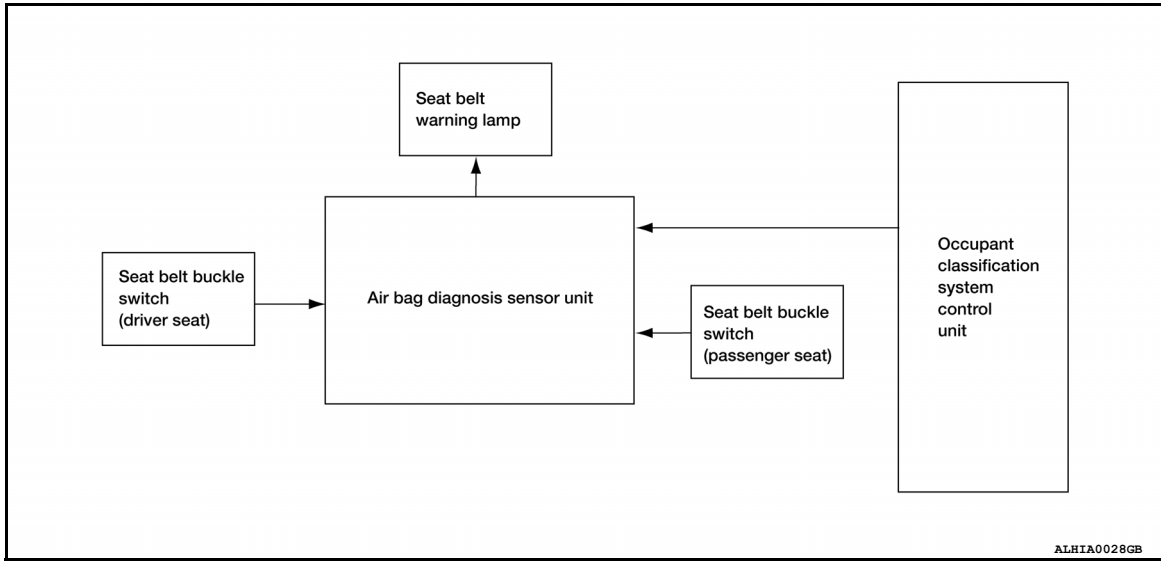 Seat belt
warning lamp
Seat belt buckle
switch
(driver seat)
Air bag diagnosis sensor unit
Seat belt buckle
switch
(passenger seat)
Occupant
classification
system
control
unit
ALHIA0028GB